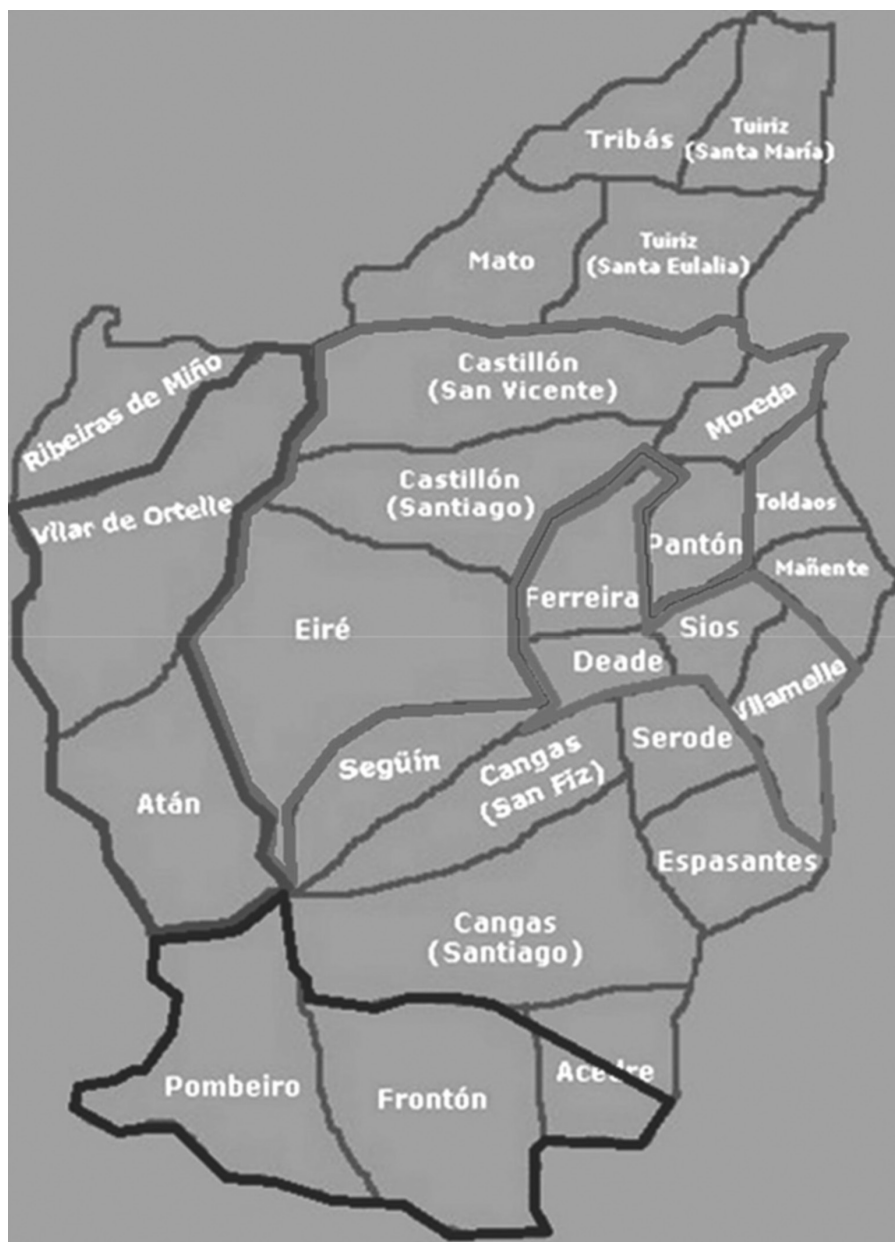 Tribás
Tuiriz
(Santa María)
Mato
Tuiriz
(Santa Eulalia)
Castillón
(San Vicente)
Ribeiras de Miño
Moreda
Castillón
(Santiago)
Vilar de Ortelle
Toldaos
Pantón
Mañente
Ferreira
Eiré
Sios
Deade
Vilamelle
Següín
Cangas
(San Fiz)
Serode
Atán
Espasantes
Cangas
(Santiago)
Acedre
Pombeiro
Frontón